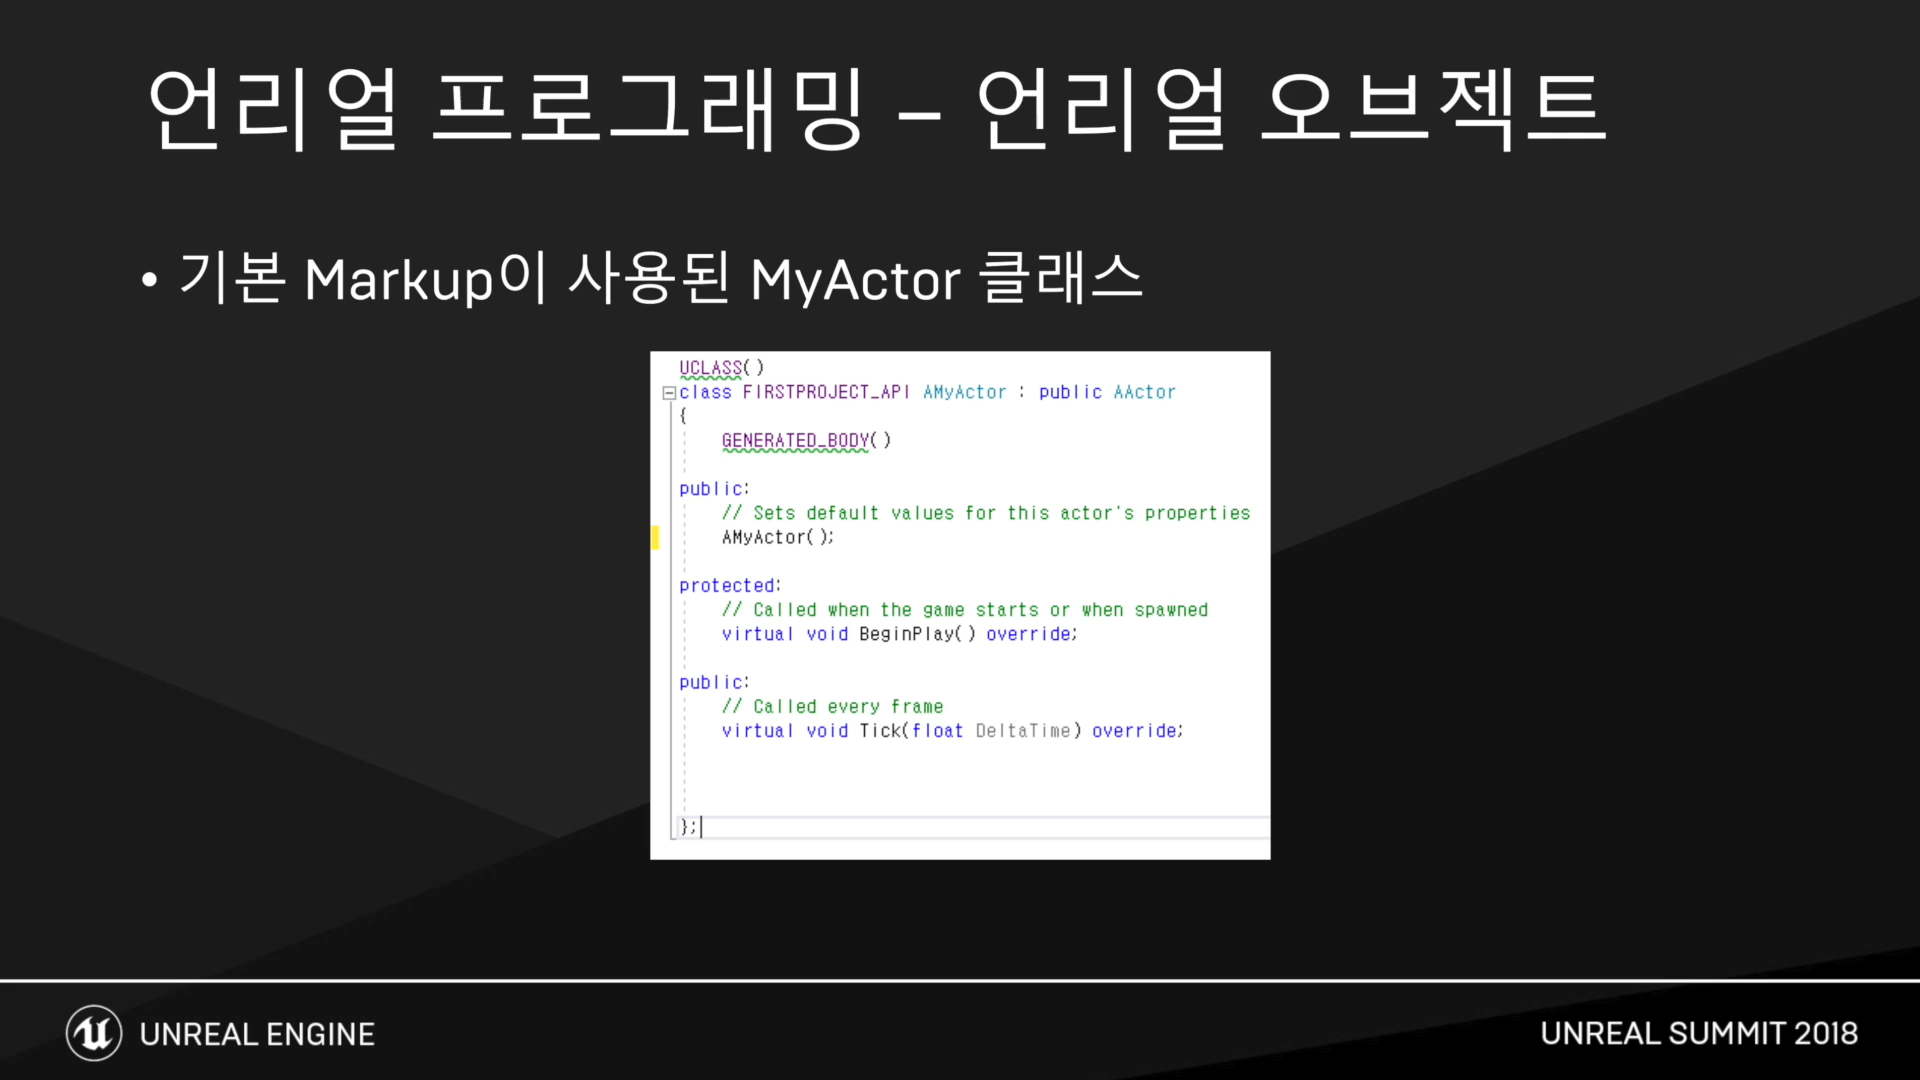 언리얼 프로그래밍 – 언리얼 오브젝트
• 기본 Markup이 사용된 MyActor 클래스
UCLASS()
class FIRSTPROJECT_API AMyActor : public AActor
{
GENERATED_BODY()
public:
// Sets default values for this actor's properties
AMyActor();
protected:
// Called when the game starts or when spawned
virtual void BeginPlay() override;
public:
// Called every frame
virtual void Tick(float DeltaTime) override;
};
UNREAL ENGINE
UNREAL SUMMIT 2018